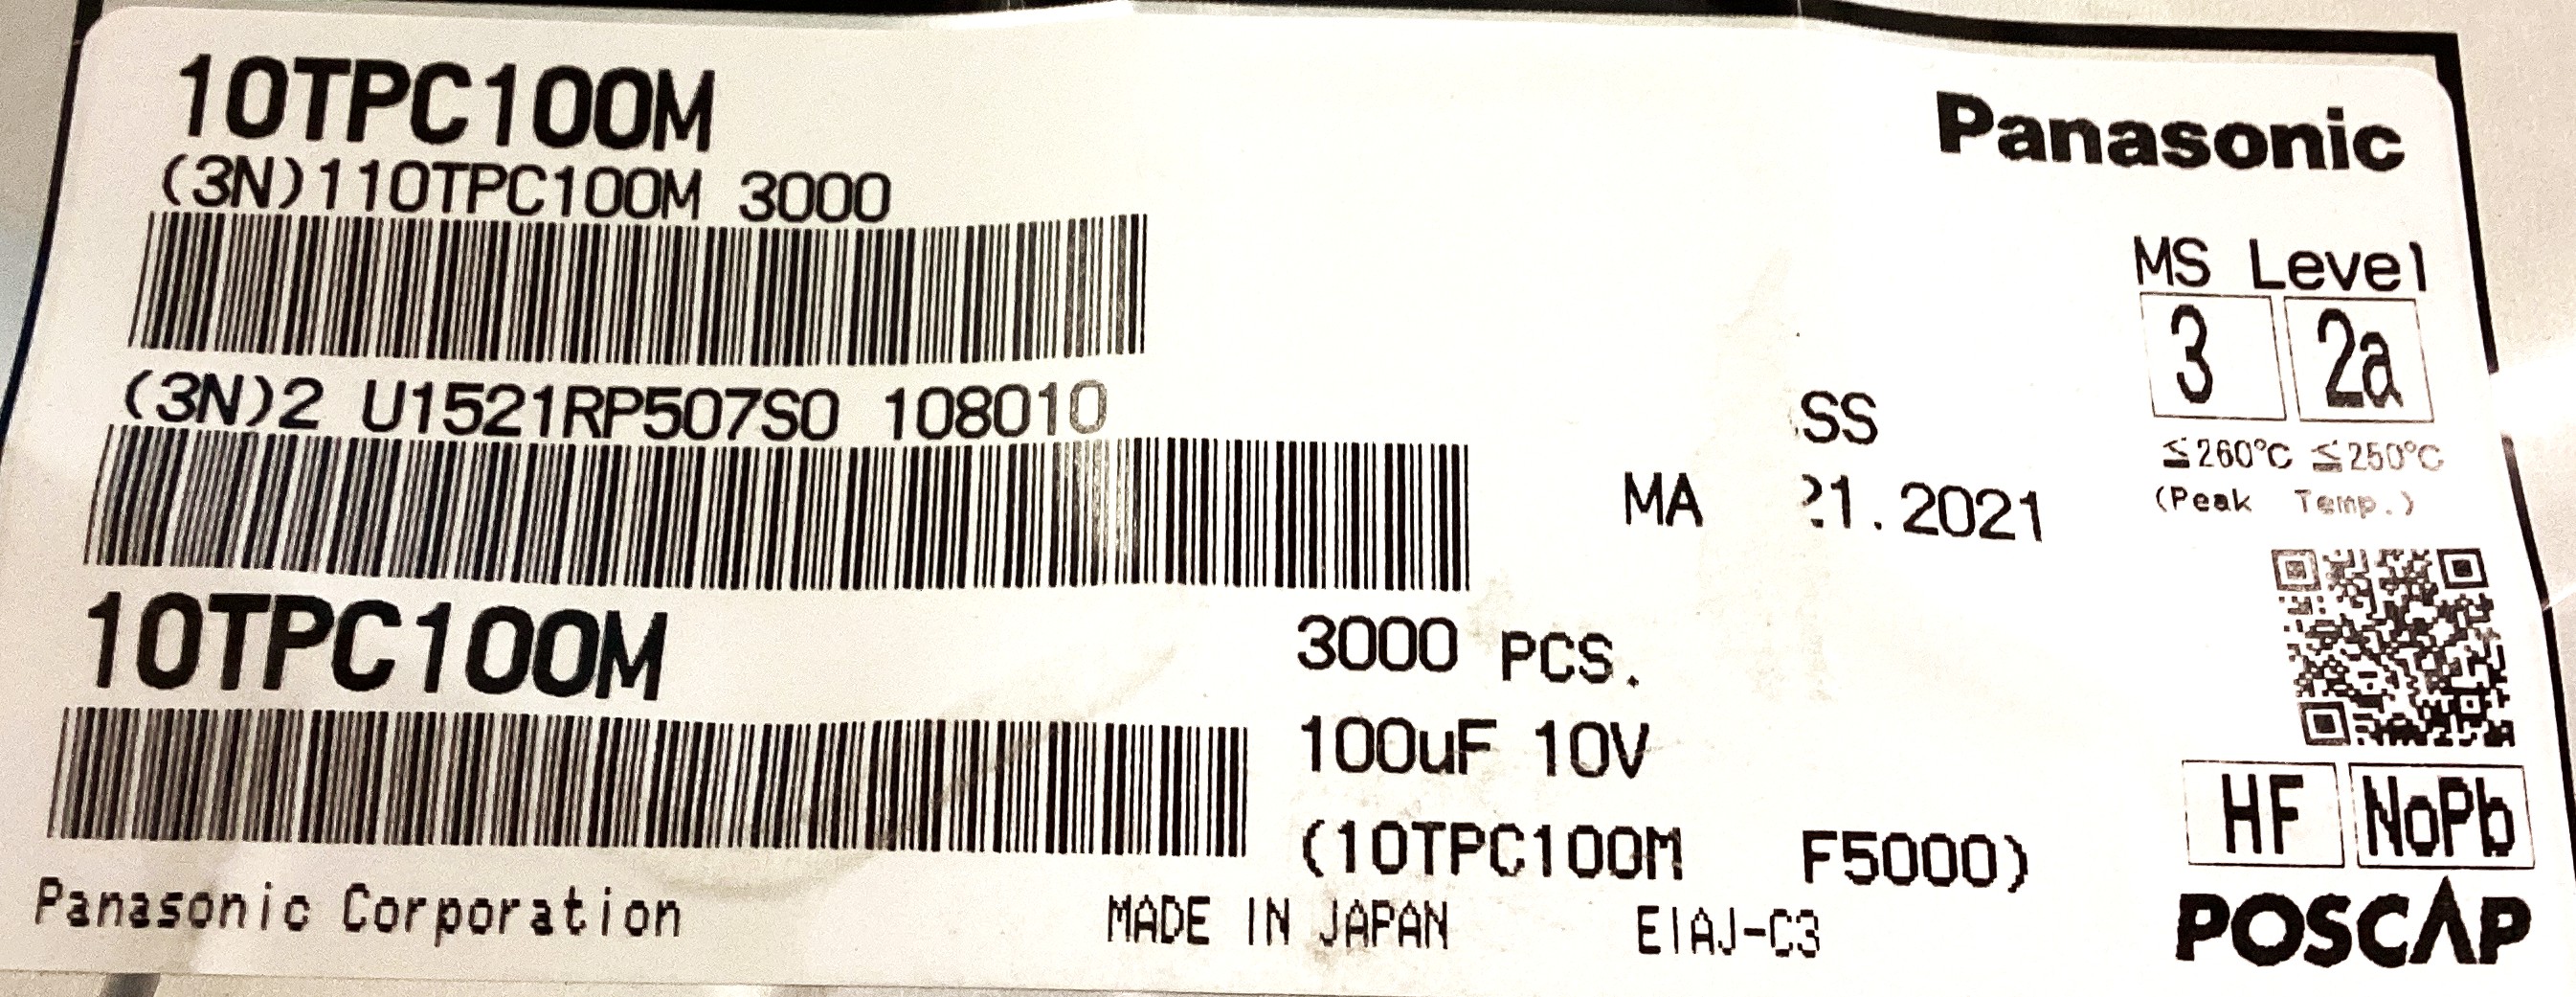 10TPC100M
Panasonic
(3N)110TPC100M 3000
MS Level
3 2a
(3N)2 U1521RP507S0 108010
SS
≦260°C ≦250°C
(Peak Temp.)
MA 21.2021
10TPC100M
3000 PCS.
100uF 10V
(10TPC100M F5000)
HF NoPb
Panasonic Corporation
MADE IN JAPAN
EIAJ-C3
POSCAP